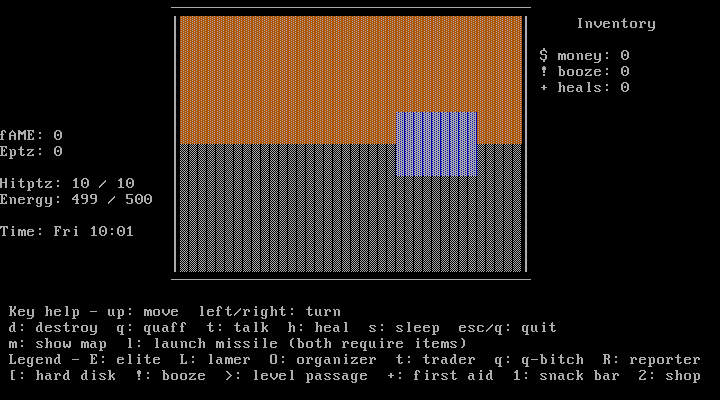 Inventory
$ money: 0
! booze: 0
+ heals: 0
fAME: 0
Eptz: 0
Hitptz: 10 / 10
Energy: 499 / 500
Time: Fri 10:01
Key help - up: move  left/right: turn
d: destroy  q: quaff  t: talk  h: heal  s: sleep  esc/q: quit
m: show map  l: launch missile (both require items)
Legend - E: elite  L: lamer  O: organizer  t: trader  q: q-bitch  R: reporter
[: hard disk  !: booze  >: level passage  +: first aid  1: snack bar  2: shop